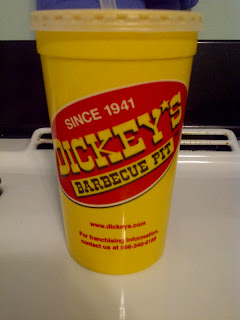 SINCE 1941
DICKEY'S
BARBECUE PIT
www.dickeys.com
For franchising information,
contact us at